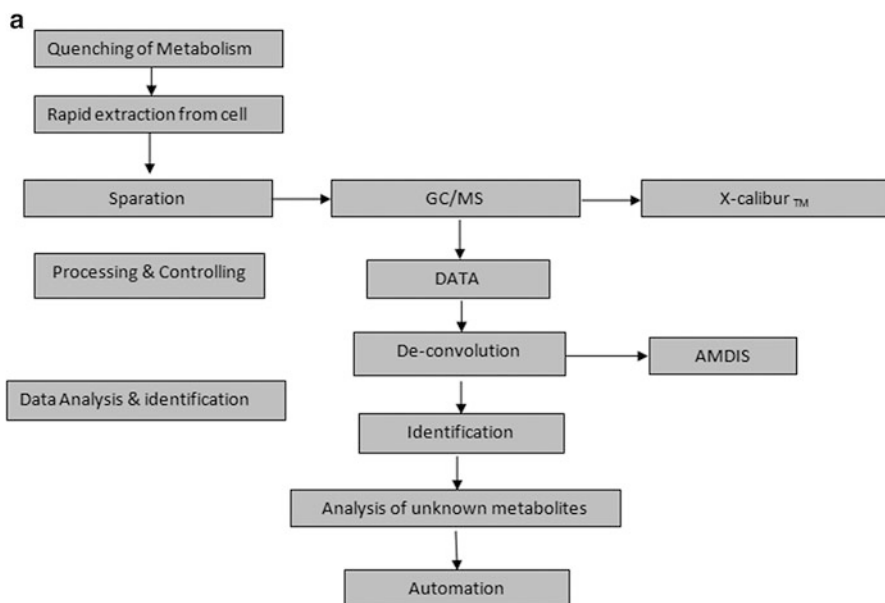 a
Quenching of Metabolism
Rapid extraction from cell
Sparation
GC/MS
X-calibur TM
Processing & Controlling
DATA
De-convolution
AMDIS
Data Analysis & identification
Identification
Analysis of unknown metabolites
Automation